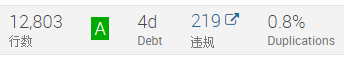 12,803 A 4d 219 0.8%
行数 Debt 违规 Duplications